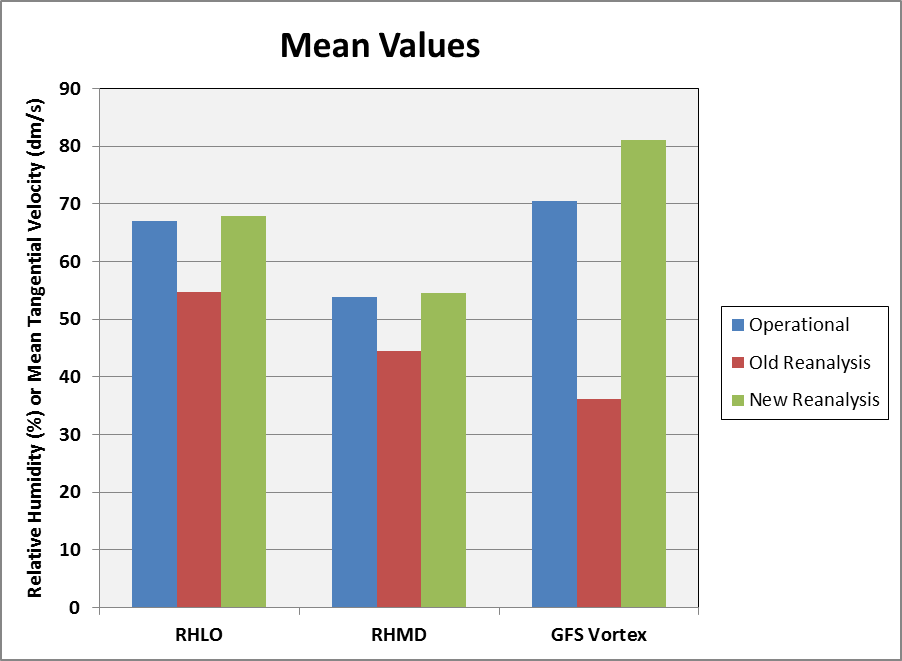 Mean Values
Relative Humidity (%) or Mean Tangential Velocity (dm/s)
90
80
70
60
50
40
30
20
10
0
RHLO RHMD GFS Vortex
Operational
Old Reanalysis
New Reanalysis